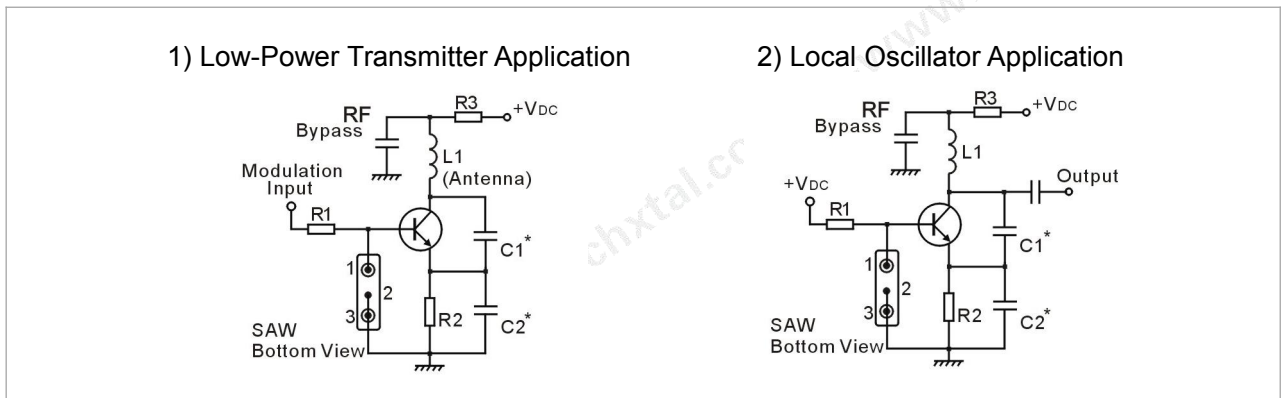 1) Low-Power Transmitter Application
RF
Bypass
R3
+VDC
L1
(Antenna)
Modulation
Input
R1
C1*
1
2
3
R2
C2*
SAW
Bottom View
2) Local Oscillator Application
RF
Bypass
R3
+VDC
L1
Output
+VDC
R1
C1*
1
2
3
R2
C2*
SAW
Bottom View